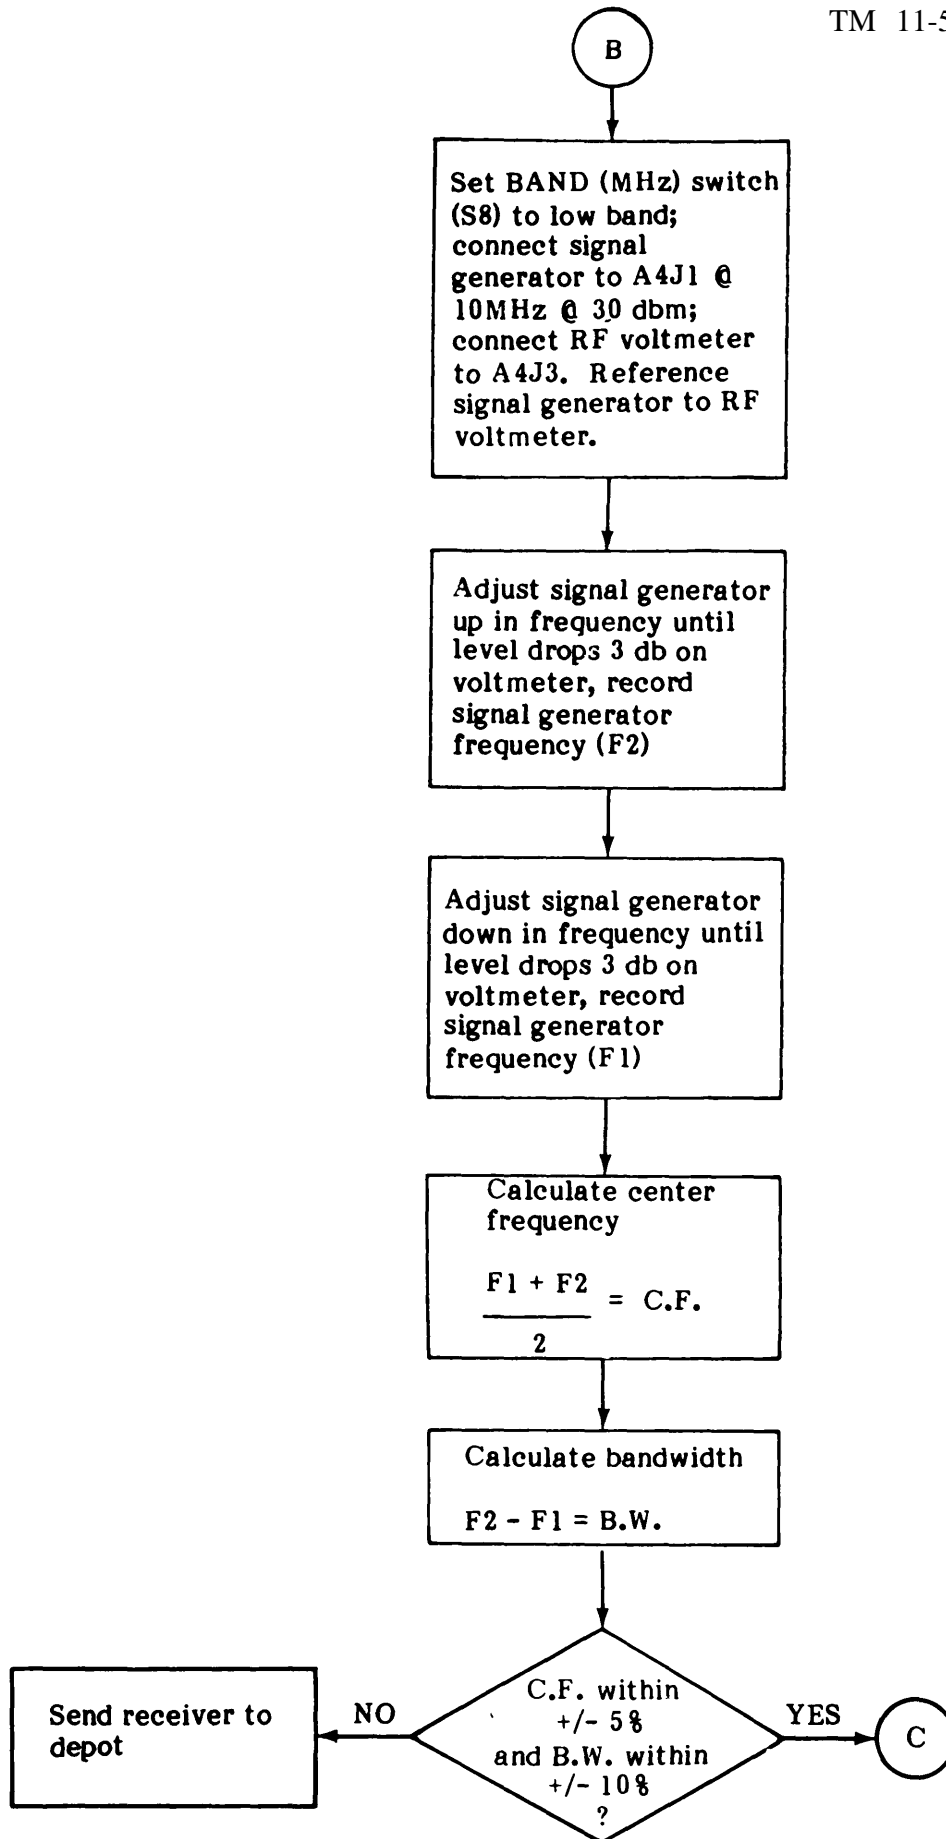 TM 11-5
B
Set BAND (MHz) switch
(S8) to low band;
connect signal
generator to A4J1 @
10MHz @ 30 dbm;
connect RF voltmeter
to A4J3. Reference
signal generator to RF
voltmeter.
Adjust signal generator
up in frequency until
level drops 3 db on
voltmeter, record
signal generator
frequency (F2)
Adjust signal generator
down in frequency until
level drops 3 db on
voltmeter, record
signal generator
frequency (F1)
Calculate center
frequency
F1 + F2
= C.F.
2
Calculate bandwidth
F2 - F1 = B.W.
C.F. within
+/- 5%
and B.W. within
+/- 10%
?
NO
Send receiver to
depot
YES
C